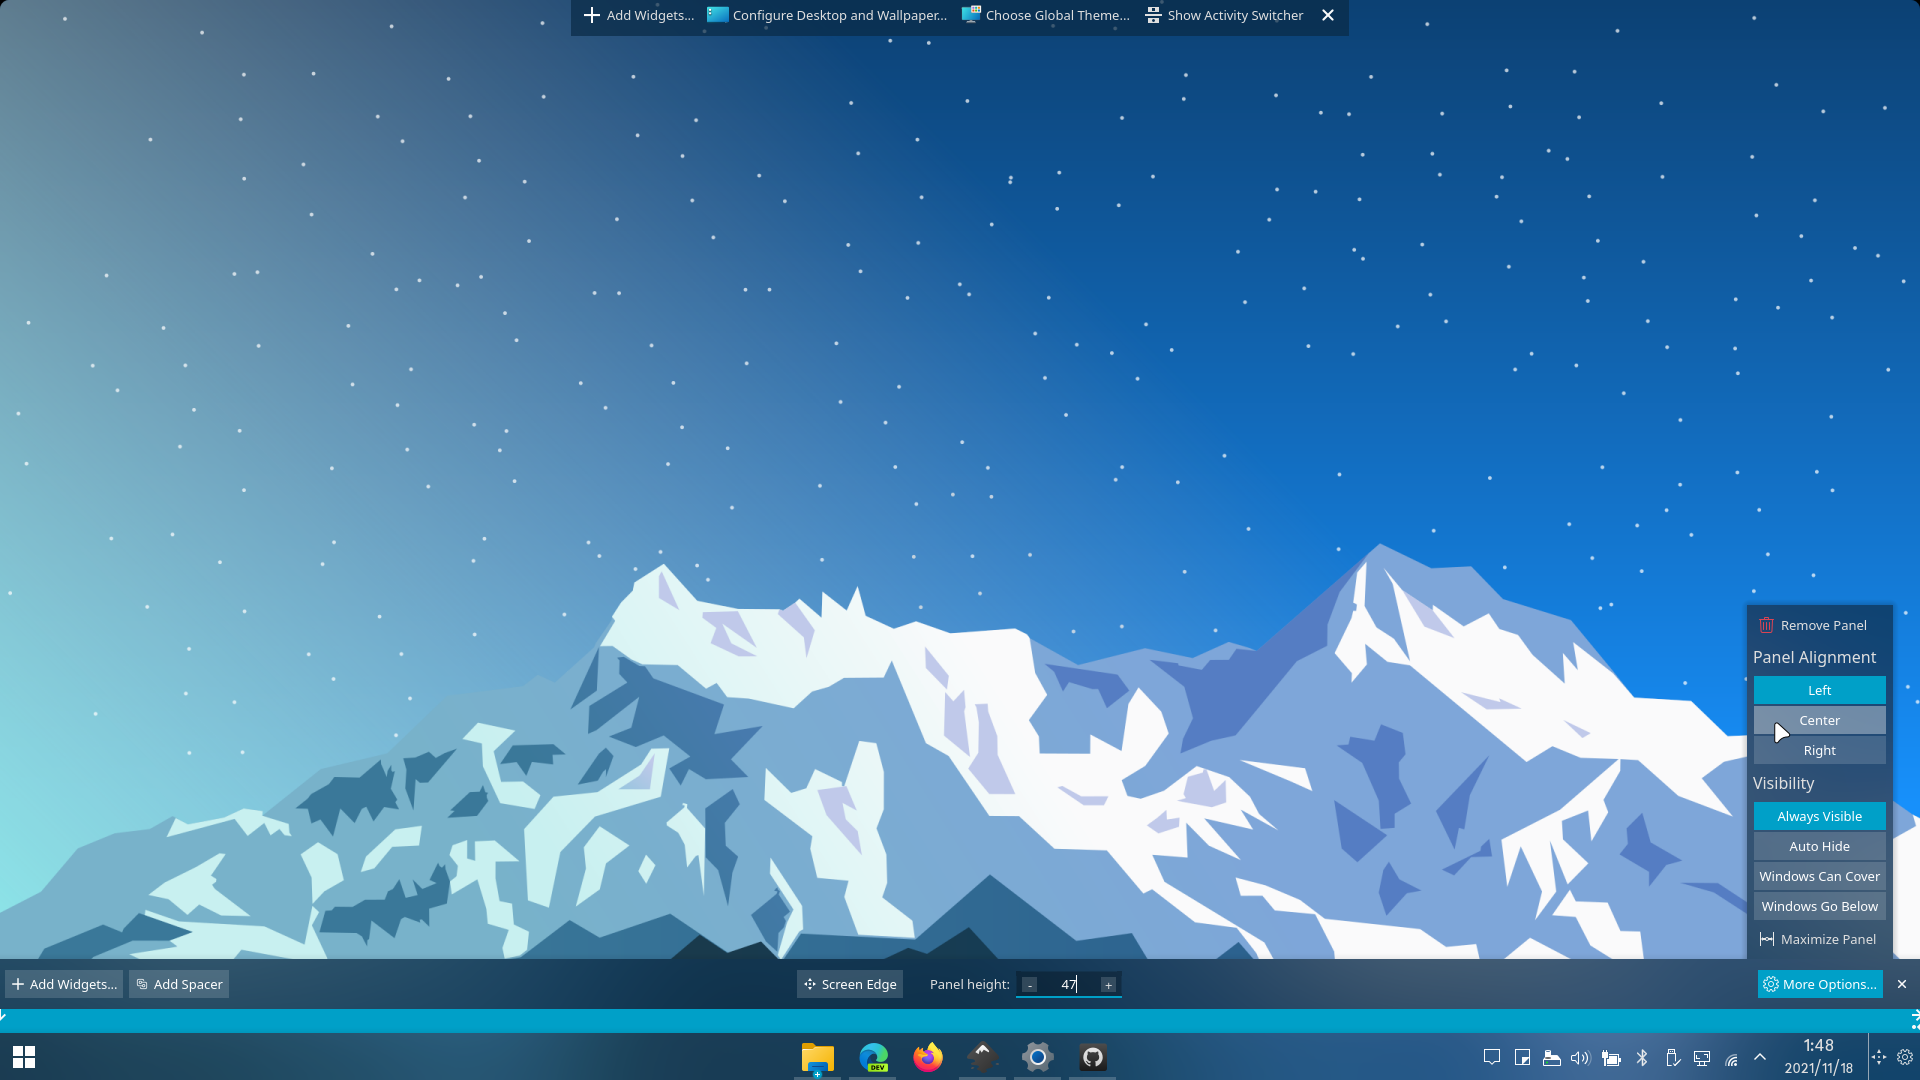 Add Widgets... Configure Desktop and Wallpaper... Choose Global Theme... Show Activity Switcher
Remove Panel
Panel Alignment
Left
Center
Right
Visibility
Always Visible
Auto Hide
Windows Can Cover
Windows Go Below
Maximize Panel
Add Widgets... Add Spacer Screen Edge Panel height: - 47 + More Options...
DEV
1:48
2021/11/18